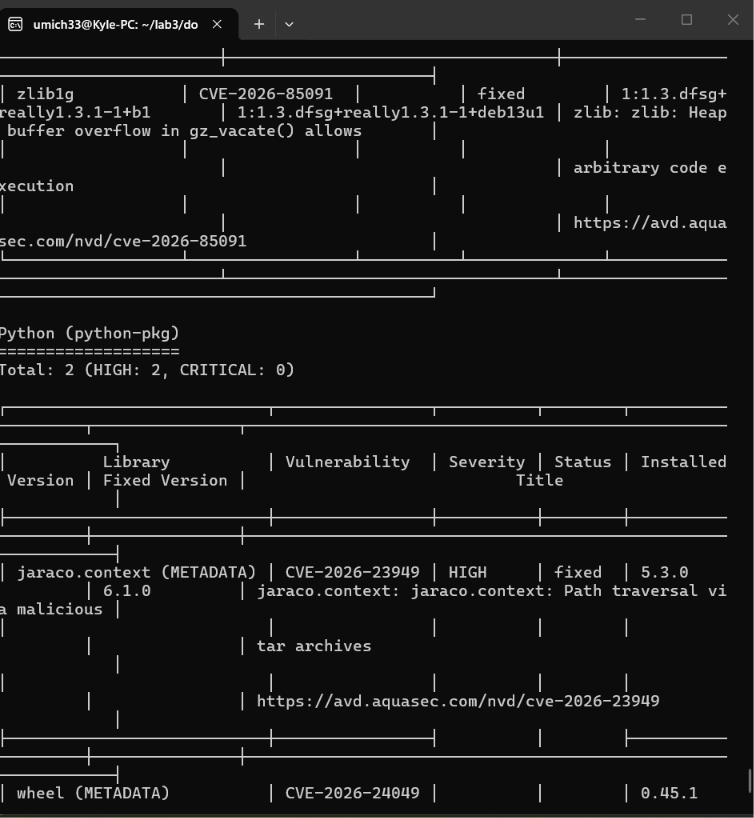 umich33@Kyle-PC: ~/lab3/do
| zlib1g | CVE-2026-85091 | | fixed | 1:1.3.dfsg+
really1.3.1-1+b1 | 1:1.3.dfsg+really1.3.1-1+deb13u1 | zlib: zlib: Heap
buffer overflow in gz_vacate() allows |
| arbitrary code e
xecution |
| https://avd.aqua
sec.com/nvd/cve-2026-85091 |
Python (python-pkg)
===================
Total: 2 (HIGH: 2, CRITICAL: 0)
| Library | Vulnerability | Severity | Status | Installed
Version | Fixed Version | Title
| jaraco.context (METADATA) | CVE-2026-23949 | HIGH | fixed | 5.3.0
| 6.1.0 | jaraco.context: jaraco.context: Path traversal vi
a malicious |
| tar archives
| https://avd.aquasec.com/nvd/cve-2026-23949
| wheel (METADATA) | CVE-2026-24049 | | | 0.45.1